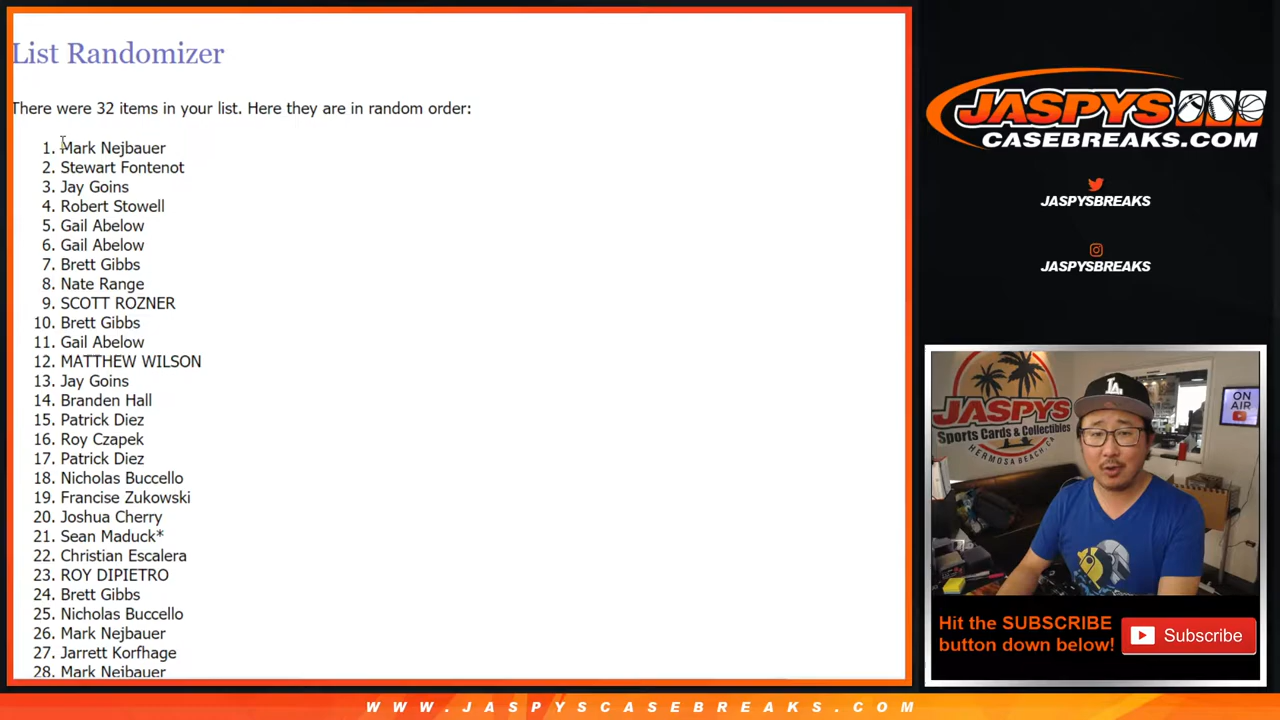 List Randomizer
There were 32 items in your list. Here they are in random order:
1. Mark Nejbauer
2. Stewart Fontenot
3. Jay Goins
4. Robert Stowell
5. Gail Abelow
6. Gail Abelow
7. Brett Gibbs
8. Nate Range
9. SCOTT ROZNER
10. Brett Gibbs
11. Gail Abelow
12. MATTHEW WILSON
13. Jay Goins
14. Branden Hall
15. Patrick Diez
16. Roy Czapek
17. Patrick Diez
18. Nicholas Buccello
19. Francise Zukowski
20. Joshua Cherry
21. Sean Maduck*
22. Christian Escalera
23. ROY DIPIETRO
24. Brett Gibbs
25. Nicholas Buccello
26. Mark Nejbauer
27. Jarrett Korfhage
28. Mark Nejbauer
JASPYS
CASEBREAKS.COM
JASPYSBREAKS
JASPYSBREAKS
JASPYS
Sports Cards & Collectibles
HERMOSA BEACH, CA
LA
ON
AIR
Hit the SUBSCRIBE
button down below!
Subscribe
WWW.JASPYSCASEBREAKS.COM